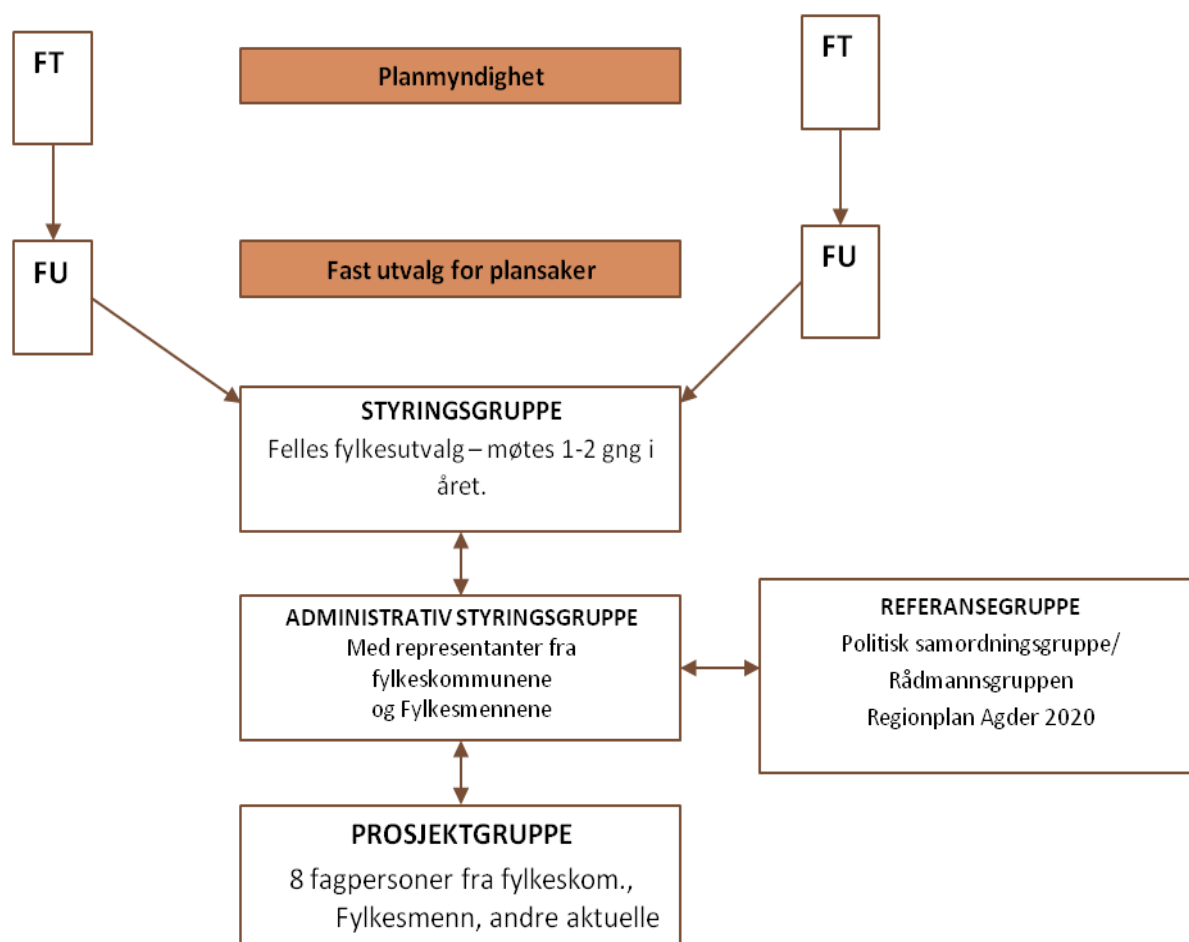 FT
Planmyndighet
FT
FU
Fast utvalg for plansaker
FU
STYRINGSGRUPPE
Felles fylkesutvalg – møtes 1-2 gng i
året.
ADMINISTRATIV STYRINGSGRUPPE
Med representanter fra
fylkeskommunene
og Fylkesmennene
REFERANSEGRUPPE
Politisk samordningsgruppe/
Rådmannsgruppen
Regionplan Agder 2020
PROSJEKTGRUPPE
8 fagpersoner fra fylkeskom.,
Fylkesmenn, andre aktuelle